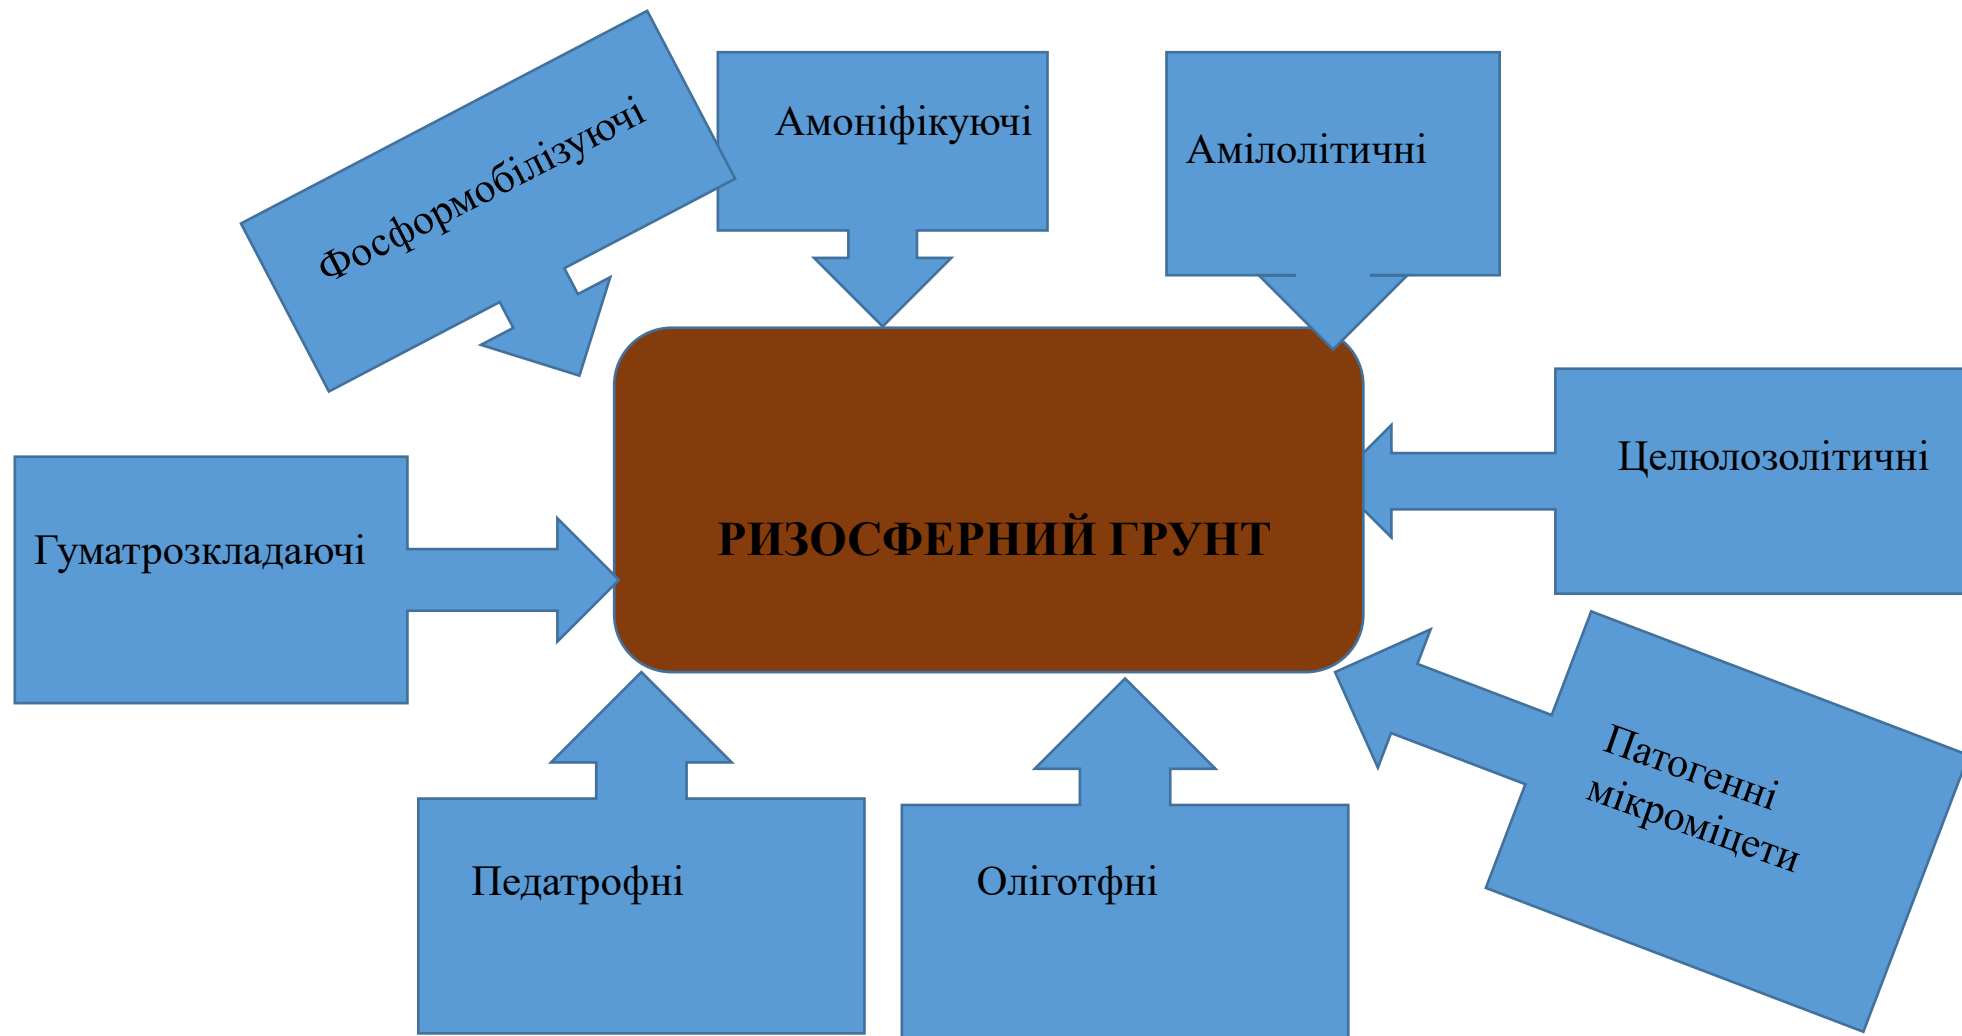 Фосформобілізуючі
Амоніфікуючі
Амілолітичні
Целюлозолітичні
РИЗОСФЕРНИЙ ГРУНТ
Гуматрозкладаючі
Патогенні
мікроміцети
Педатрофні
Оліготфні